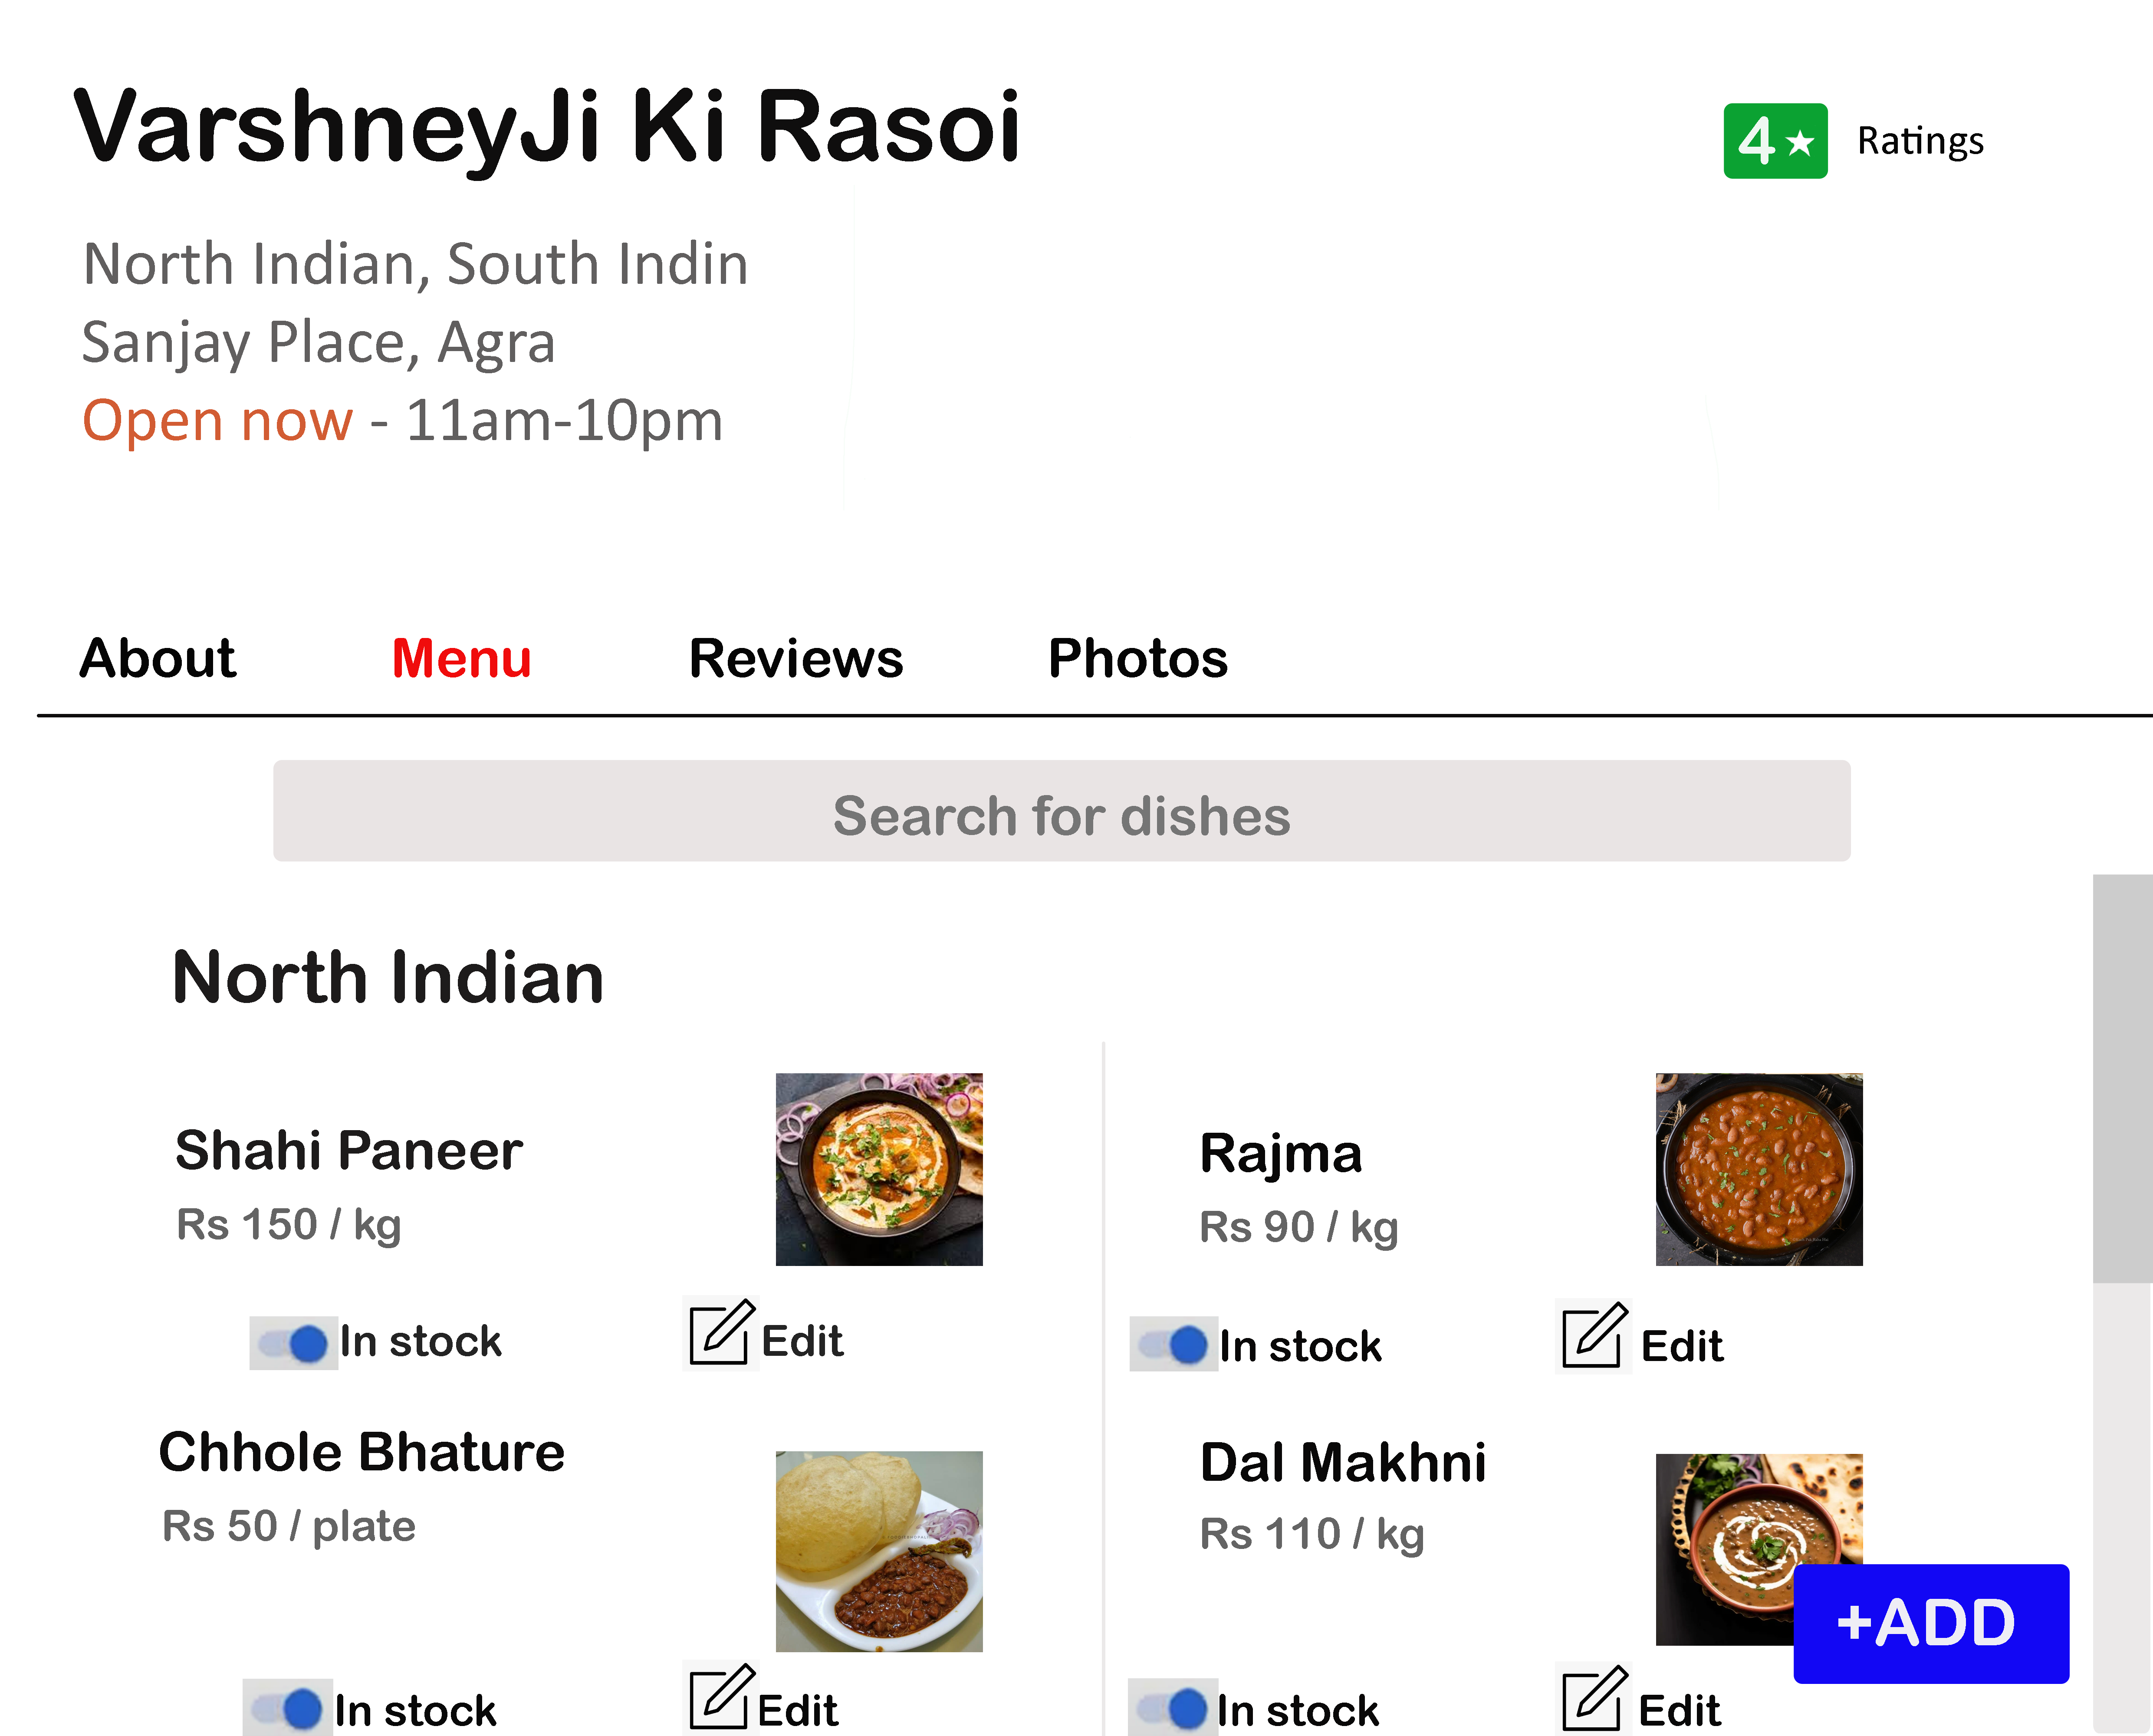 VarshneyJi Ki Rasoi
4★ Ratings
North Indian, South Indin
Sanjay Place, Agra
Open now - 11am-10pm
About Menu Reviews Photos
Search for dishes
North Indian
Shahi Paneer
Rs 150 / kg
In stock Edit
Rajma
Rs 90 / kg
In stock Edit
Chhole Bhature
Rs 50 / plate
In stock Edit
Dal Makhni
Rs 110 / kg
+ADD
In stock Edit